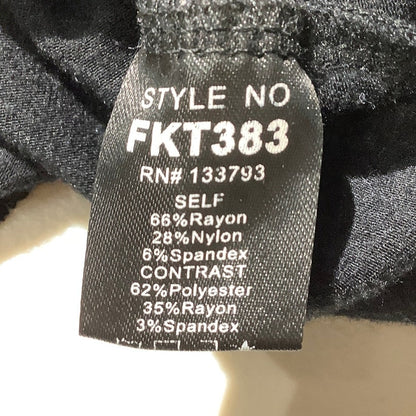 STYLE NO
FKT383
RN# 133793
SELF
66%Rayon
28%Nylon
6%Spandex
CONTRAST
62%Polyester
35%Rayon
3%Spandex